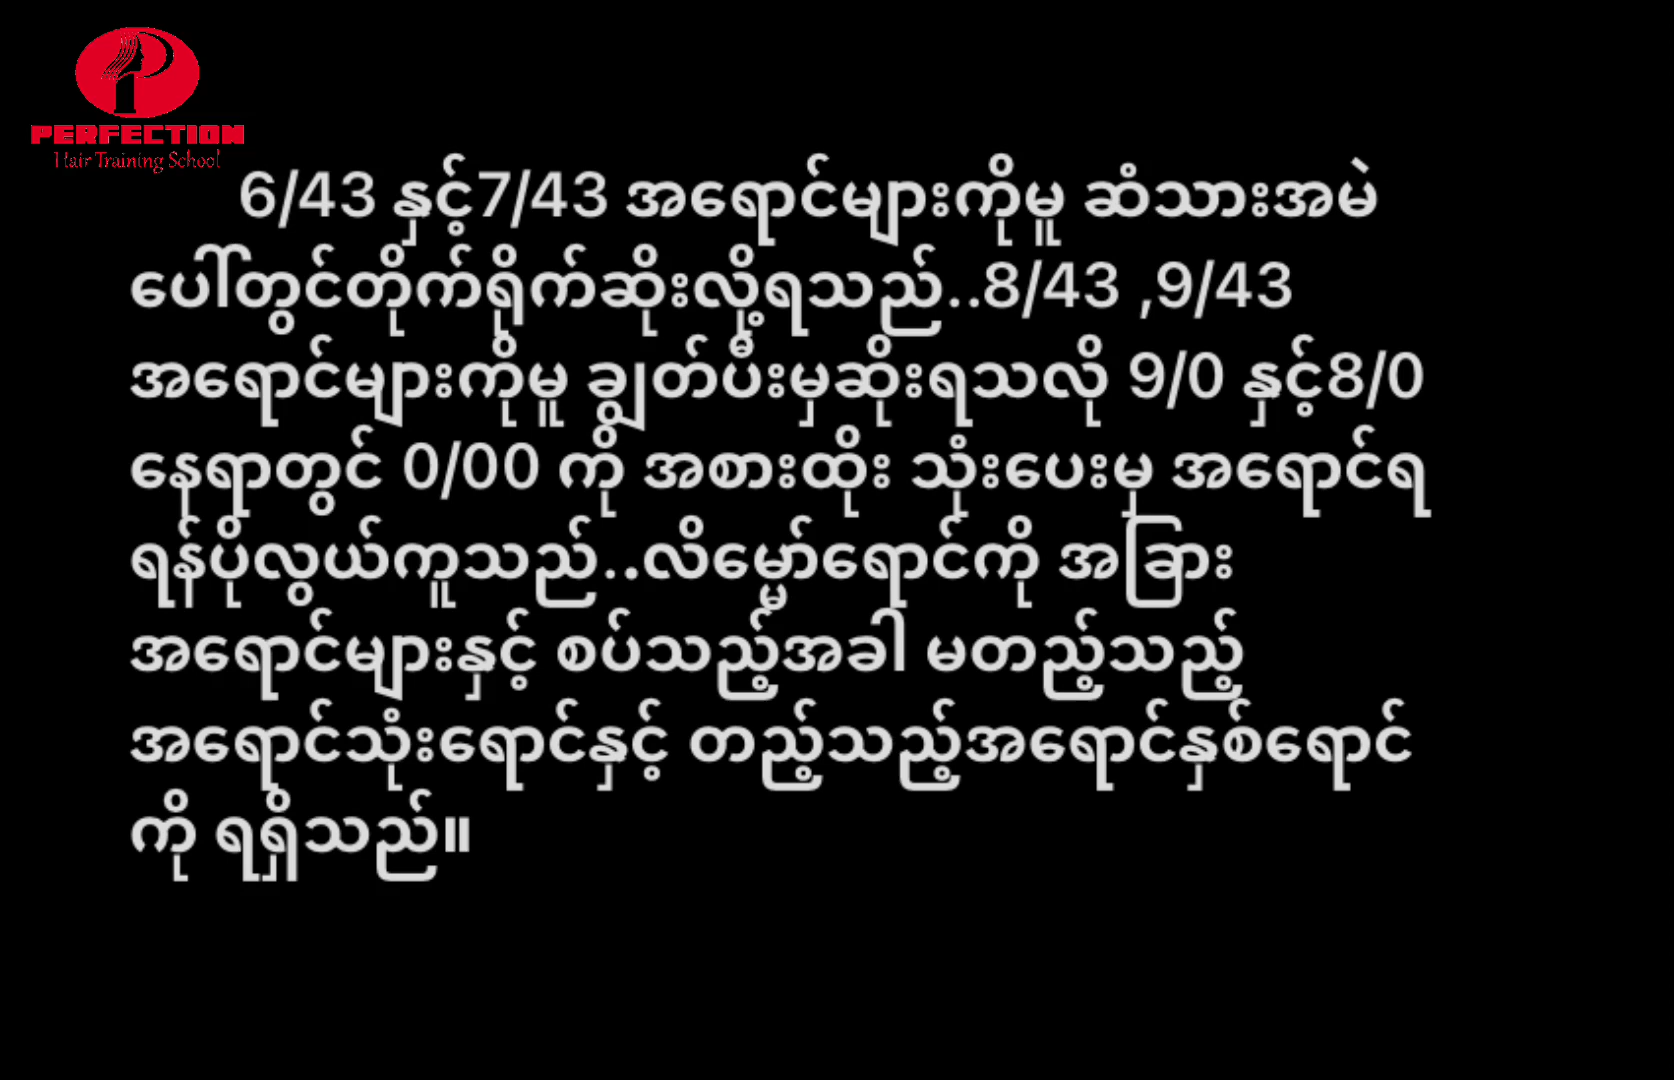 PERFECTION
Hair Training School
6/43 နှင့်7/43 အရောင်များကိုမူ ဆံသားအမဲ
ပေါ်တွင်တိုက်ရိုက်ဆိုးလို့ရသည်..8/43 ,9/43
အရောင်များကိုမူ ချွတ်ပီးမှဆိုးရသလို 9/0 နှင့်8/0
နေရာတွင် 0/00 ကို အစားထိုး သုံးပေးမှ အရောင်ရ
ရန်ပိုလွယ်ကူသည်..လိမ္မော်ရောင်ကို အခြား
အရောင်များနှင့် စပ်သည့်အခါ မတည့်သည့်
အရောင်သုံးရောင်နှင့် တည့်သည့်အရောင်နှစ်ရောင်
ကို ရရှိသည်။